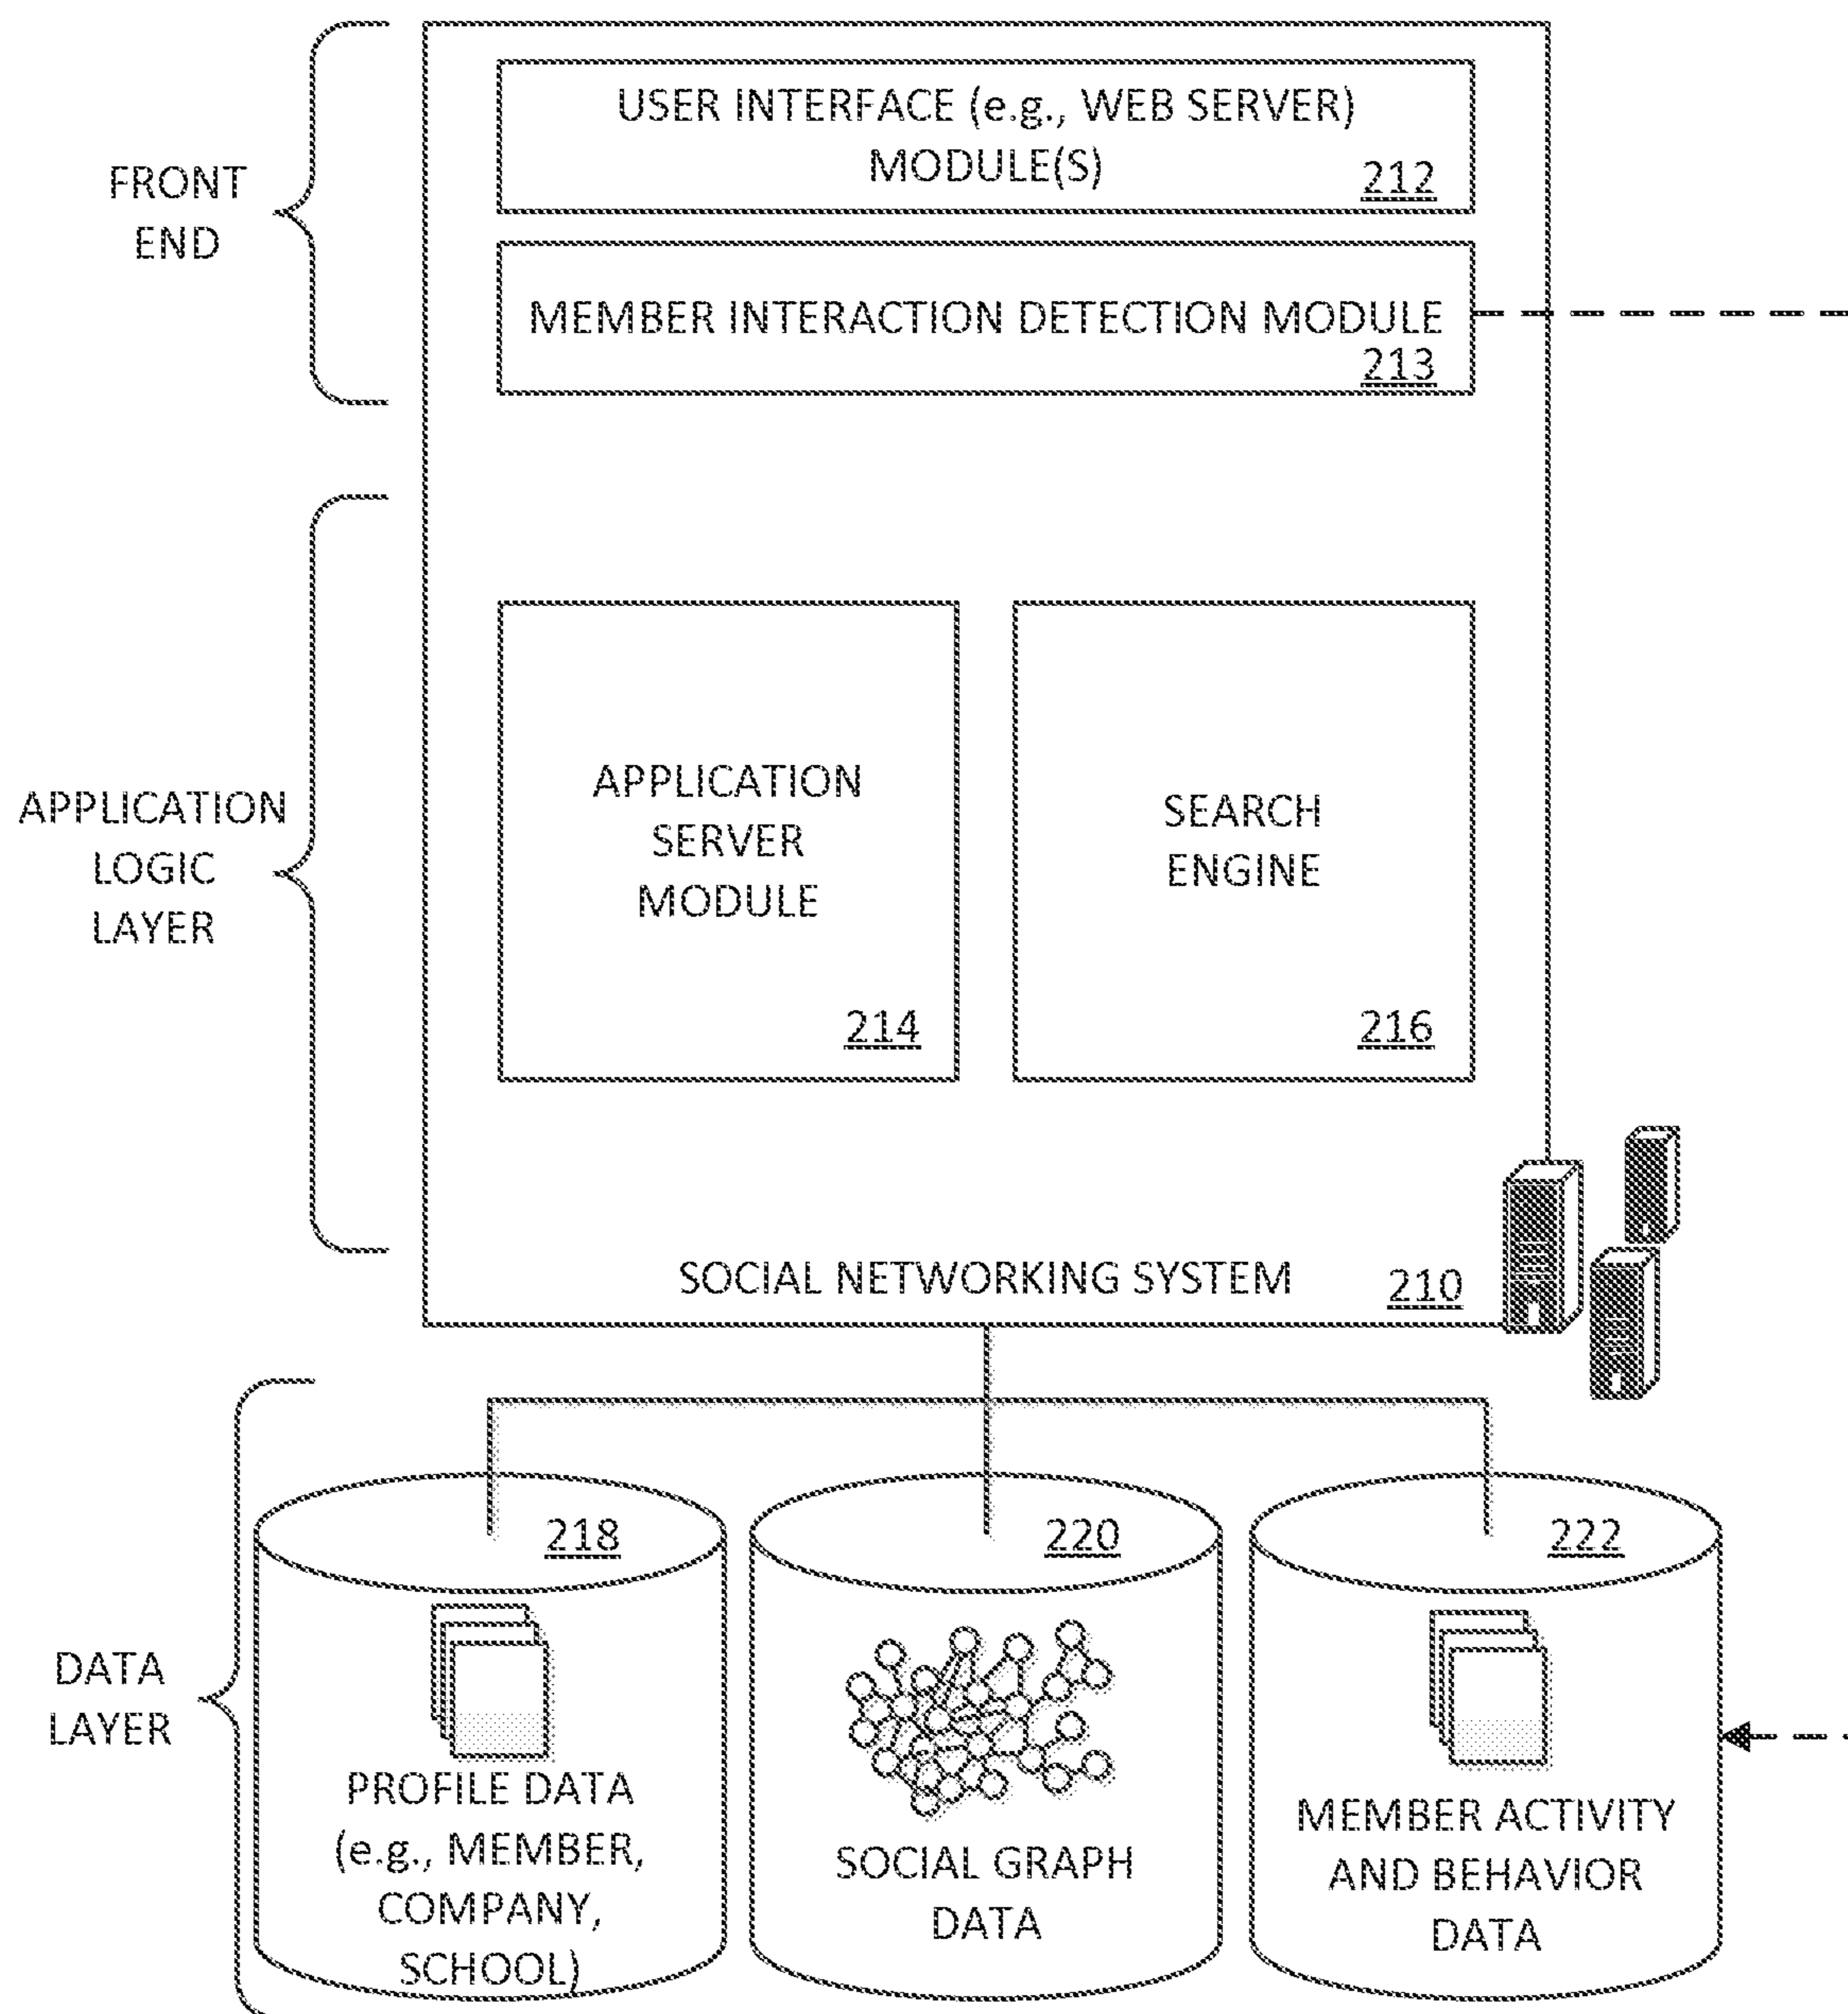 FRONT
END
USER INTERFACE (e.g., WEB SERVER)
MODULE(S)
212
MEMBER INTERACTION DETECTION MODULE
213
APPLICATION
LOGIC
LAYER
APPLICATION
SERVER
MODULE
214
SEARCH
ENGINE
216
SOCIAL NETWORKING SYSTEM
210
DATA
LAYER
218
PROFILE DATA
(e.g., MEMBER,
COMPANY,
SCHOOL)
220
SOCIAL GRAPH
DATA
222
MEMBER ACTIVITY
AND BEHAVIOR
DATA